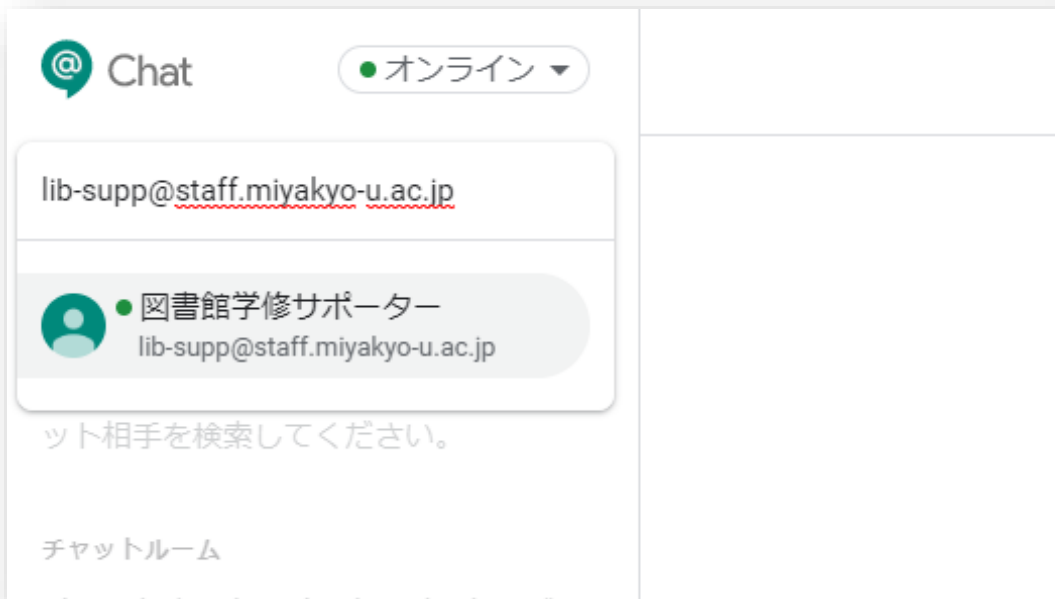 Chat
オンライン
lib-supp@staff.miyakyo-u.ac.jp
図書館学修サポーター
lib-supp@staff.miyakyo-u.ac.jp
ット相手を検索してください。
チャットルーム